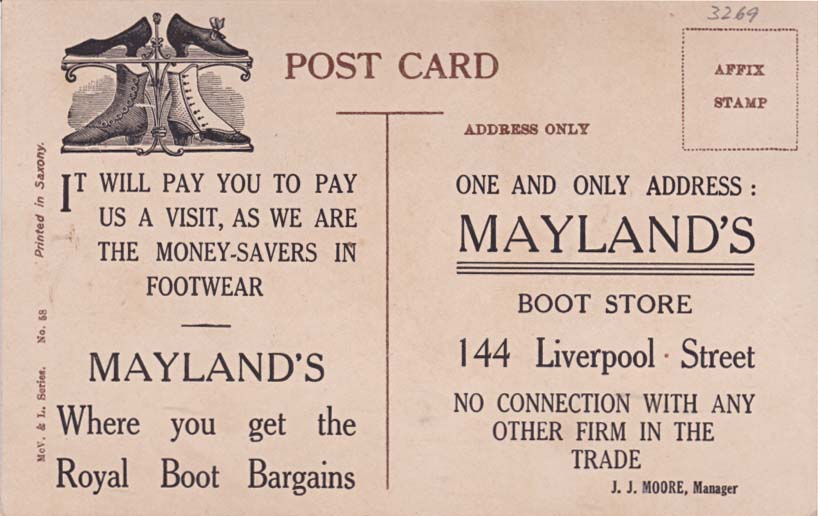 3269
POST CARD
AFFIX
STAMP
ADDRESS ONLY
IT WILL PAY YOU TO PAY
US A VISIT, AS WE ARE
THE MONEY-SAVERS IN
FOOTWEAR
MAYLAND'S
Where you get the
Royal Boot Bargains
ONE AND ONLY ADDRESS :
MAYLAND'S
BOOT STORE
144 Liverpool Street
NO CONNECTION WITH ANY
OTHER FIRM IN THE
TRADE
J. J. MOORE, Manager
Printed in Saxony.
McV. & L. Series. No. 58